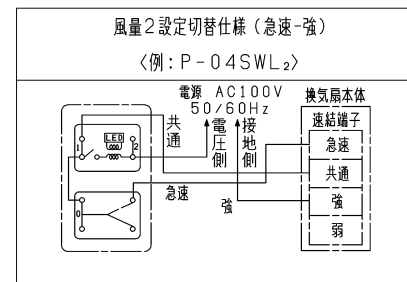 風量2設定切替仕様(急速-強)
〈例:P-04SWL₂〉
電源 AC100V
50/60Hz
換気扇本体
速結端子
急速
共通
強
弱
共通
電圧側
接地側
急速
強
LED
1
2
0